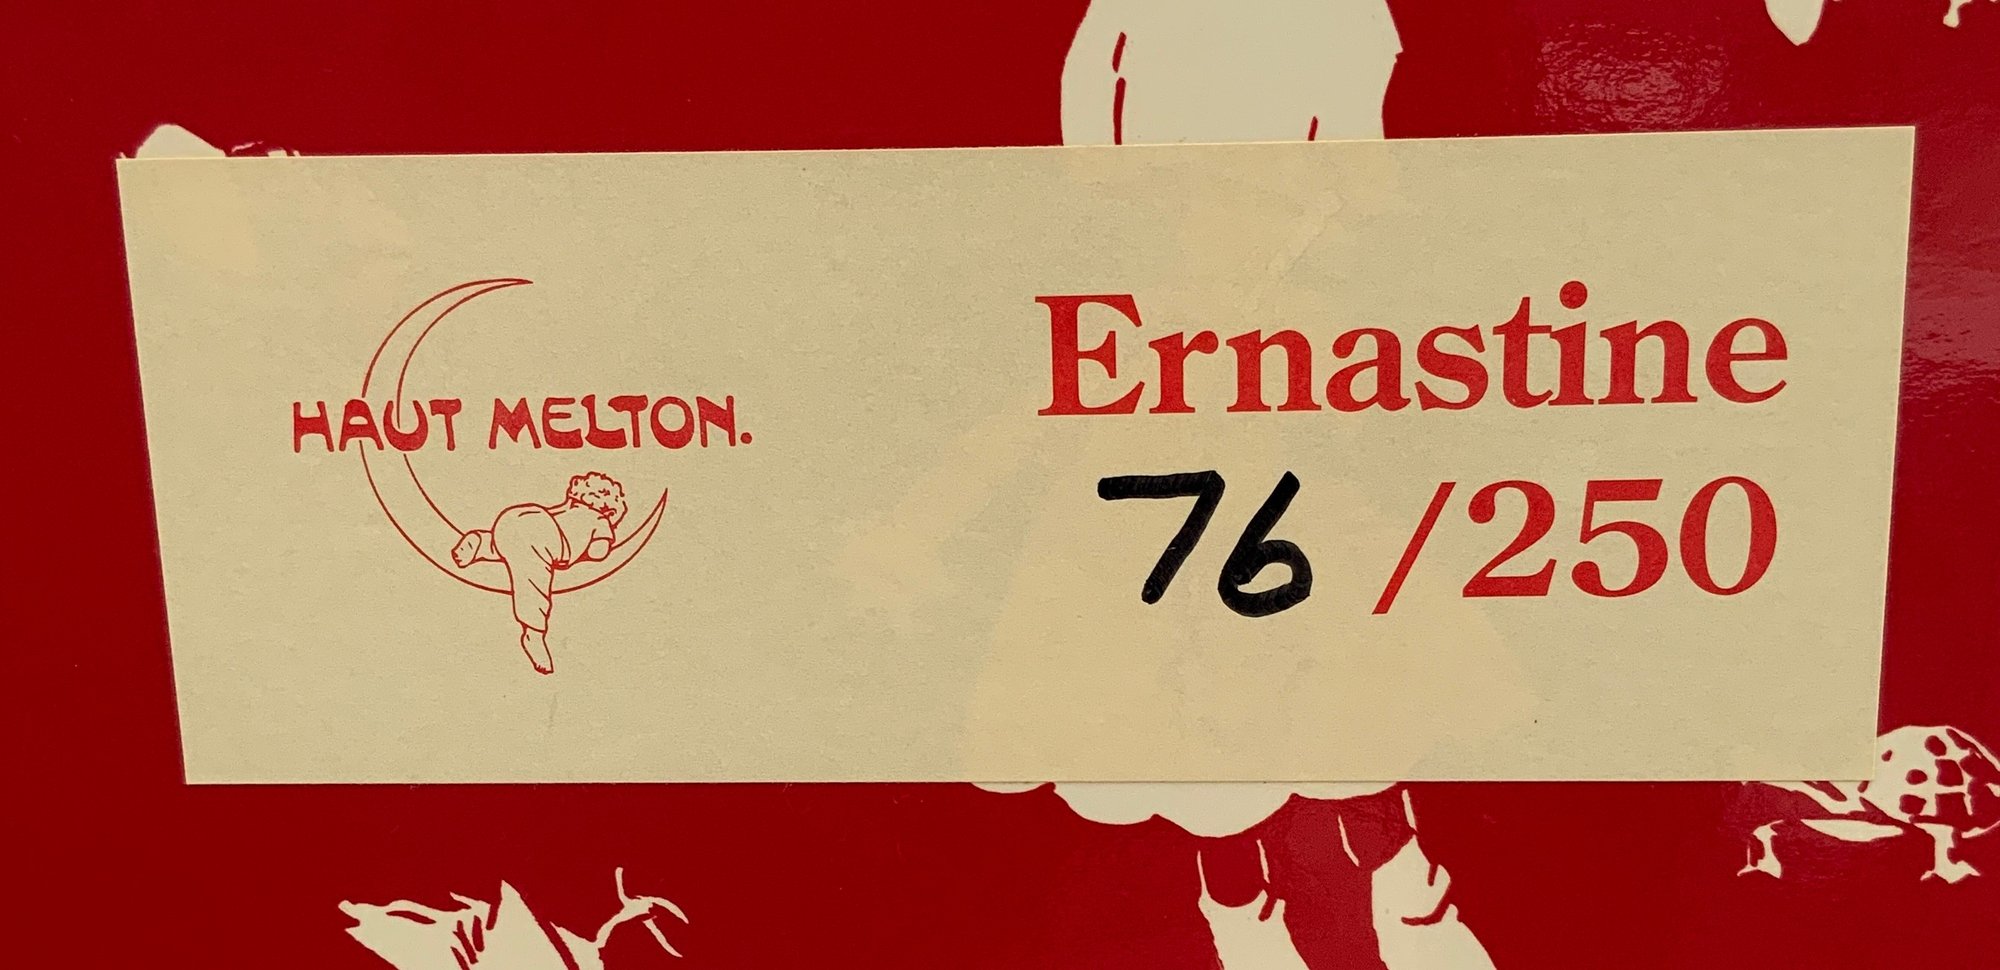 HAUT MELTON.
Ernastine
76 /250